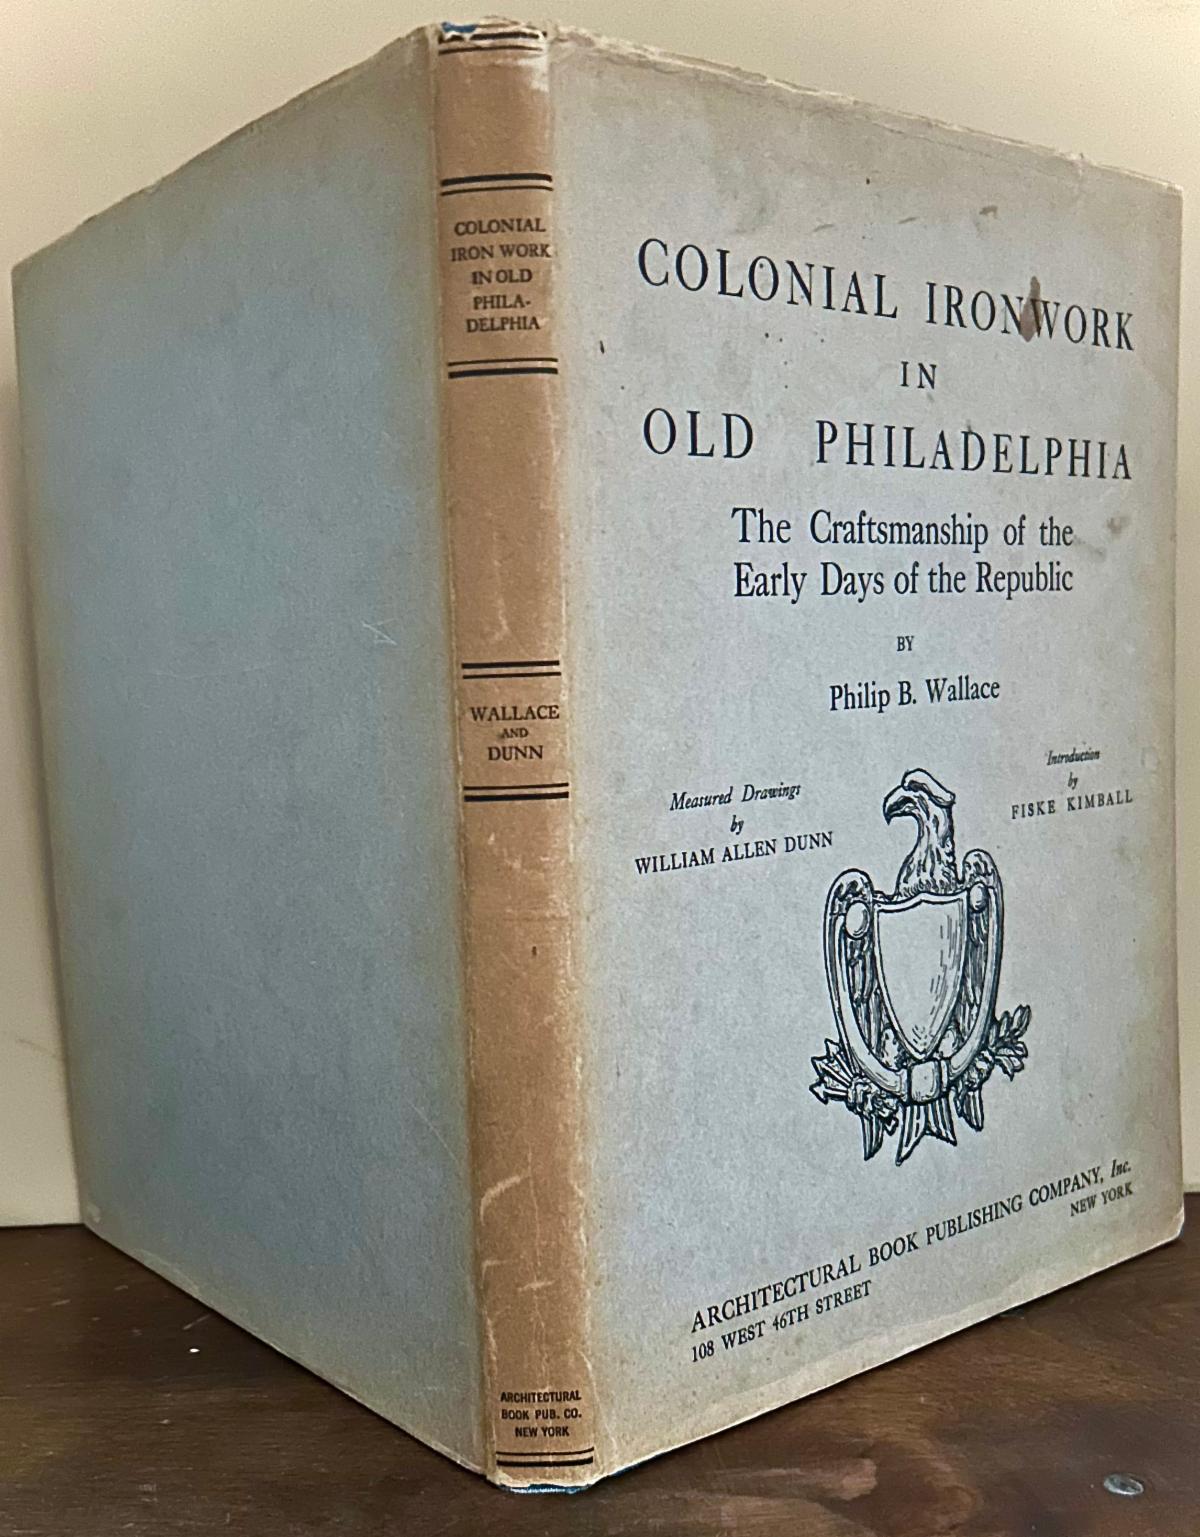 COLONIAL
IRON WORK
IN OLD
PHILA-
DELPHIA
WALLACE
AND
DUNN
ARCHITECTURAL
BOOK PUB. CO.
NEW YORK
COLONIAL IRONWORK
IN
OLD PHILADELPHIA
The Craftsmanship of the
Early Days of the Republic
BY
Philip B. Wallace
Measured Drawings
by
WILLIAM ALLEN DUNN
Introduction
by
FISKE KIMBALL
ARCHITECTURAL BOOK PUBLISHING COMPANY, Inc.
108 WEST 46TH STREET
NEW YORK